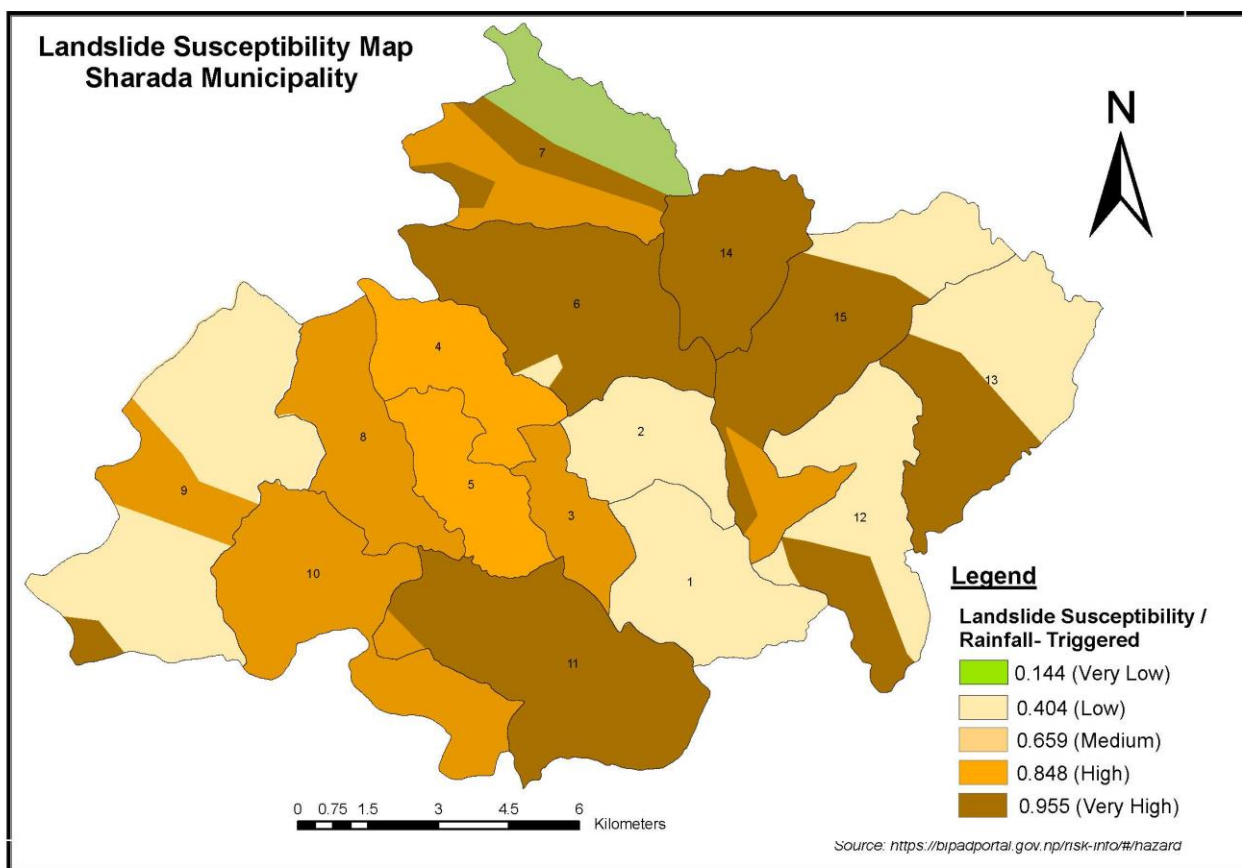 Landslide Susceptibility Map
Sharada Municipality
N
7
14
6
15
4
13
2
8
5
9
3
12
10
1
11
Legend
Landslide Susceptibility /
Rainfall- Triggered
0.144 (Very Low)
0.404 (Low)
0.659 (Medium)
0.848 (High)
0.955 (Very High)
0 0.75 1.5 3 4.5 6
Kilometers
Source: https://bipadportal.gov.np/risk-info/#/hazard